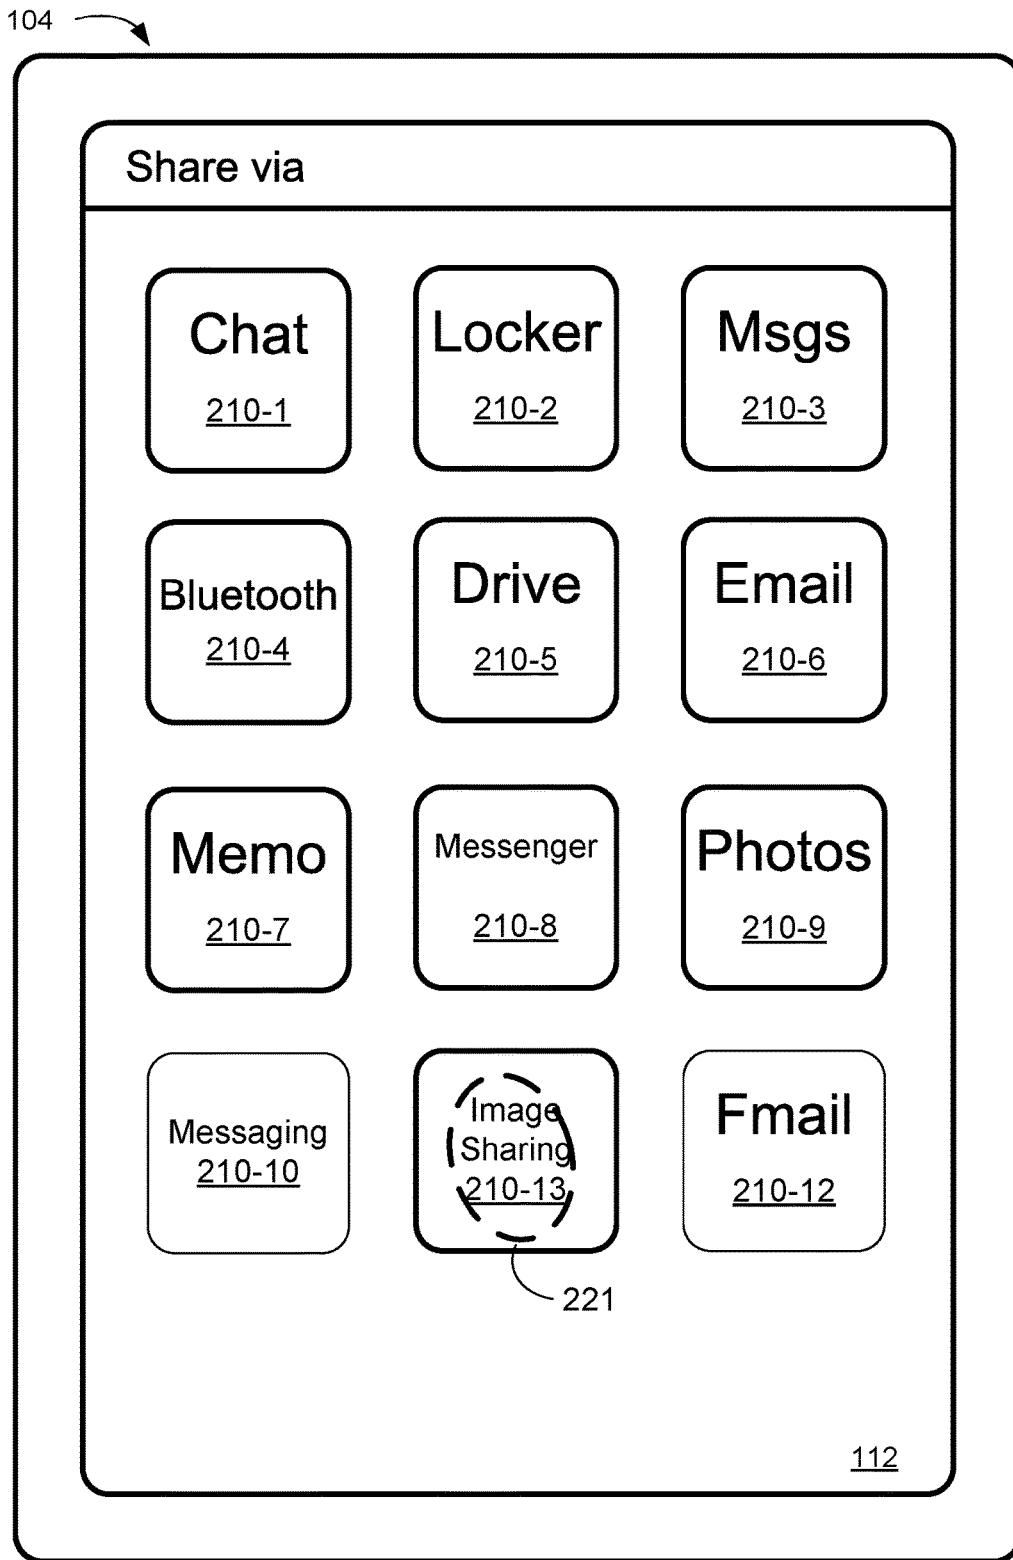 104
Share via
Chat
210-1
Locker
210-2
Msgs
210-3
Bluetooth
210-4
Drive
210-5
Email
210-6
Memo
210-7
Messenger
210-8
Photos
210-9
Messaging
210-10
Image
Sharing
210-13
Fmail
210-12
221
112